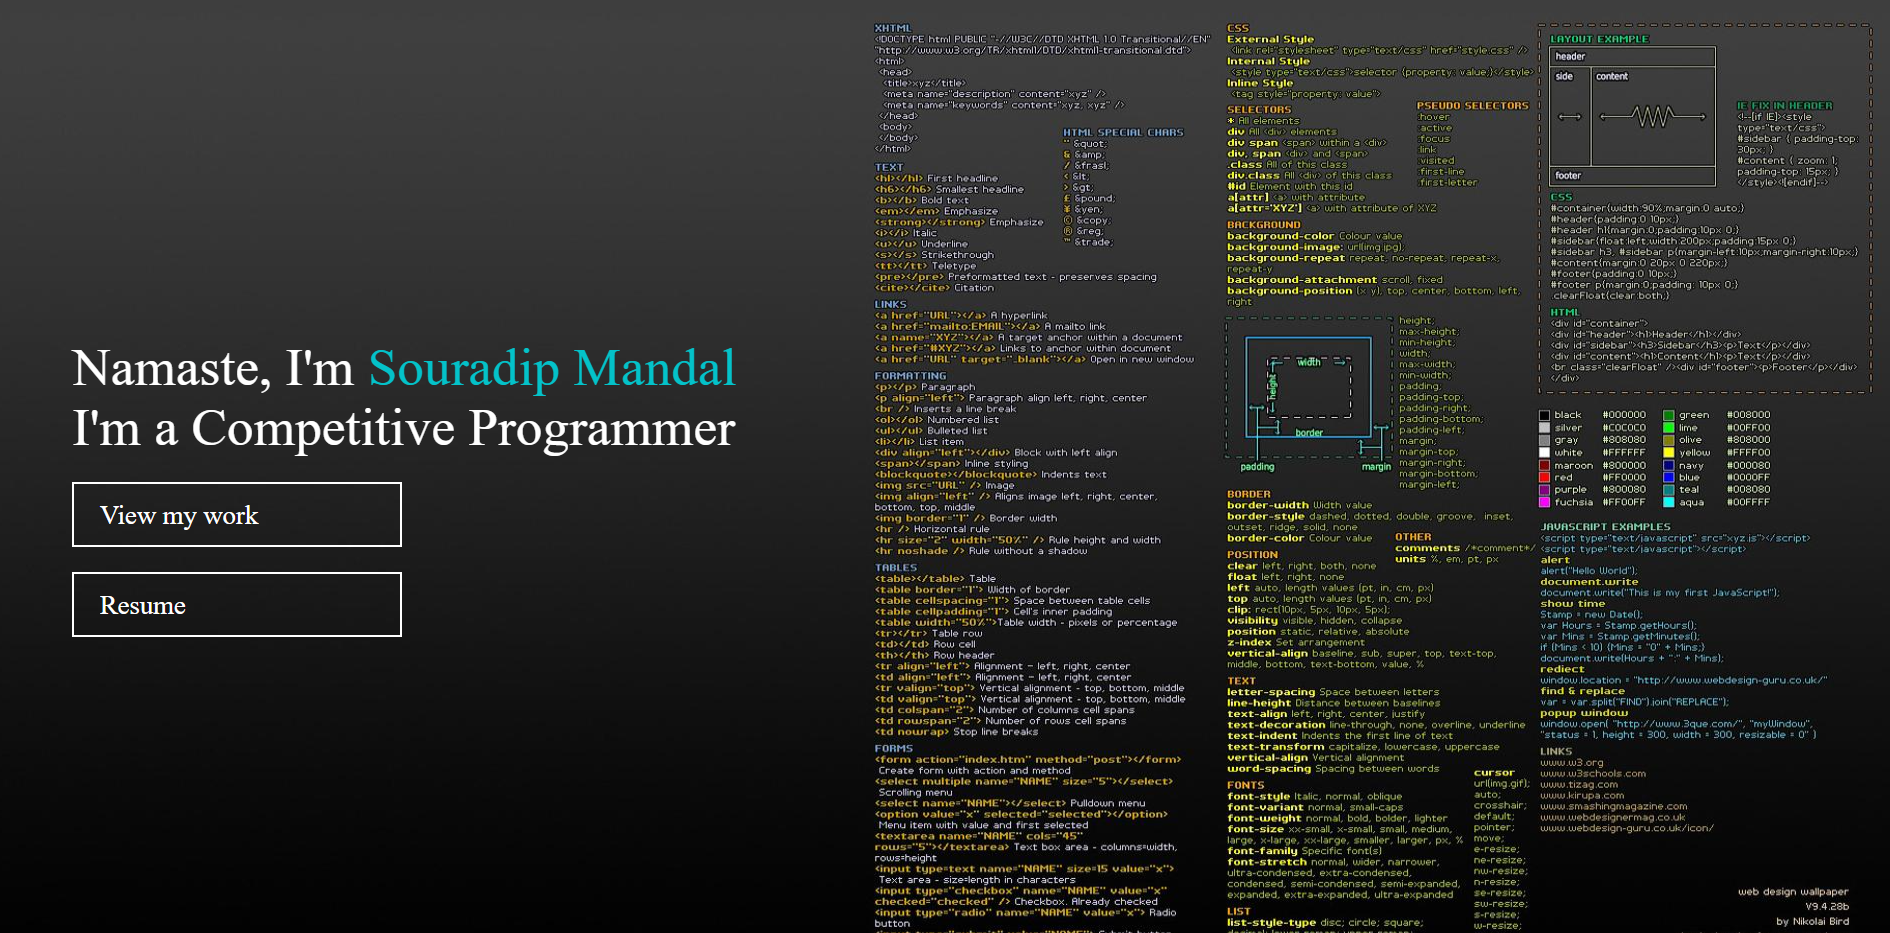 Namaste, I'm Souradip Mandal
I'm a Competitive Programmer
View my work
Resume
XHTML
<!DOCTYPE html PUBLIC "-//W3C//DTD XHTML 1.0 Transitional//EN"
"http://www.w3.org/TR/xhtml1/DTD/xhtml1-transitional.dtd">
<html>
<head>
<title>xyz</title>
<meta name="description" content="xyz" />
<meta name="keywords" content="xyz, xyz" />
</head>
<body>
</body>
</html>
HTML SPECIAL CHARS
" &quot;
& &amp;
/ &frasl;
< &lt;
> &gt;
£ &pound;
¥ &yen;
© &copy;
® &reg;
™ &trade;
TEXT
<h1></h1> First headline
<h6></h6> Smallest headline
<b></b> Bold text
<em></em> Emphasize
<strong></strong> Emphasize
<i></i> Italic
<u></u> Underline
<s></s> Strikethrough
<tt></tt> Teletype
<pre></pre> Preformatted text - preserves spacing
<cite></cite> Citation
LINKS
<a href="URL"></a> A hyperlink
<a href="mailto:EMAIL"></a> A mailto link
<a name="XYZ"></a> A target anchor within a document
<a href="#XYZ"></a> Links to anchor within document
<a href="URL" target="_blank"></a> Open in new window
FORMATTING
<p></p> Paragraph
<p align="left"> Paragraph align left, right, center
<br /> Inserts a line break
<ol></ol> Numbered list
<ul></ul> Bulleted list
<li></li> List item
<div align="left"></div> Block with left align
<span></span> Inline styling
<blockquote></blockquote> Indents text
<img src="URL" /> Image
<img align="left" /> Aligns image left, right, center,
bottom, top, middle
<img border="1" /> Border width
<hr /> Horizontal rule
<hr size="2" width="50%" /> Rule height and width
<hr noshade /> Rule without a shadow
TABLES
<table></table> Table
<table border="1"> Width of border
<table cellspacing="1"> Space between table cells
<table cellpadding="1"> Cell's inner padding
<table width="50%">Table width - pixels or percentage
<tr></tr> Table row
<td></td> Row cell
<th></th> Row header
<tr align="left"> Alignment - left, right, center
<td align="left"> Alignment - left, right, center
<tr valign="top"> Vertical alignment - top, bottom, middle
<td valign="top"> Vertical alignment - top, bottom, middle
<td colspan="2"> Number of columns cell spans
<td rowspan="2"> Number of rows cell spans
<td nowrap> Stop line breaks
FORMS
<form action="index.htm" method="post"></form>
Create form with action and method
<select multiple name="NAME" size="5"></select>
Scrolling menu
<select name="NAME"></select> Pulldown menu
<option value="x" selected="selected"></option>
Menu item with value and first selected
<textarea name="NAME" cols="45"
rows="5"></textarea> Text box area - columns=width,
rows=height
<input type=text name="NAME" size=15 value="x">
Text area - size=length in characters
<input type="checkbox" name="NAME" value="x"
checked="checked" /> Checkbox. Already checked
<input type="radio" name="NAME" value="x"> Radio
button
CSS
External Style
<link rel="stylesheet" type="text/css" href="style.css" />
Internal Style
<style type="text/css">selector {property: value;}</style>
Inline Style
<tag style="property: value">
SELECTORS
* All elements
div All <div> elements
div span <span> within a <div>
div, span <div> and <span>
.class All of this class
div.class All <div> of this class
#id Element with this id
a[attr] <a> with attribute
a[attr='XYZ'] <a> with attribute of XYZ
PSEUDO SELECTORS
:hover
:active
:focus
:link
:visited
:first-line
:first-letter
BACKGROUND
background-color Colour value
background-image: url(img.jpg),
background-repeat repeat, no-repeat, repeat-x,
repeat-y
background-attachment scroll, fixed
background-position (x y), top, center, bottom, left,
right
width
height
border
padding
margin
height;
max-height;
min-height;
width;
max-width;
min-width;
padding;
padding-top;
padding-right;
padding-bottom;
padding-left;
margin;
margin-top;
margin-right;
margin-bottom;
margin-left;
BORDER
border-width Width value
border-style dashed, dotted, double, groove, inset,
outset, ridge, solid, none
border-color Colour value
OTHER
comments /*comment*/
units %, em, pt, px
POSITION
clear left, right, both, none
float left, right, none
left auto, length values (pt, in, cm, px)
top auto, length values (pt, in, cm, px)
clip: rect(10px, 5px, 10px, 5px);
visibility visible, hidden, collapse
position static, relative, absolute
z-index Set arrangement
vertical-align baseline, sub, super, top, text-top,
middle, bottom, text-bottom, value, %
TEXT
letter-spacing Space between letters
line-height Distance between baselines
text-align left, right, center, justify
text-decoration line-through, none, overline, underline
text-indent Indents the first line of text
text-transform capitalize, lowercase, uppercase
vertical-align Vertical alignment
word-spacing Spacing between words
FONTS
font-style Italic, normal, oblique
font-variant normal, small-caps
font-weight normal, bold, bolder, lighter
font-size xx-small, x-small, small, medium,
large, x-large, xx-large, smaller, larger, px, %
font-family Specific font(s)
font-stretch normal, wider, narrower,
ultra-condensed, extra-condensed,
condensed, semi-condensed, semi-expanded,
expanded, extra-expanded, ultra-expanded
LIST
list-style-type disc; circle; square;
cursor
url(img.gif);
auto;
crosshair;
default;
pointer;
move;
e-resize;
ne-resize;
nw-resize;
n-resize;
se-resize;
sw-resize;
s-resize;
w-resize;
LAYOUT EXAMPLE
header
side
content
footer
IE FIX IN HEADER
<!--[if IE]><style
type="text/css">
#sidebar { padding-top:
30px; }
#content { zoom: 1;
padding-top: 15px; }
</style><![endif]-->
CSS
#container{width:90%;margin:0 auto;}
#header{padding:0 10px;}
#header h1{margin:0;padding:10px 0;}
#sidebar{float:left;width:200px;padding:15px 0;}
#sidebar h3, #sidebar p{margin-left:10px;margin-right:10px;}
#content{margin:0 20px 0 220px;}
#footer{padding:0 10px;}
#footer p{margin:0;padding: 10px 0;}
.clearFloat{clear:both;}
HTML
<div id="container">
<div id="header"><h1>Header</h1></div>
<div id="sidebar"><h3>Sidebar</h3><p>Text</p></div>
<div id="content"><h1>Content</h1><p>Text</p></div>
<br class="clearFloat" /><div id="footer"><p>Footer</p></div>
</div>
black #000000 green #008000
silver #C0C0C0 lime #00FF00
gray #808080 olive #808000
white #FFFFFF yellow #FFFF00
maroon #800000 navy #000080
red #FF0000 blue #0000FF
purple #800080 teal #008080
fuchsia #FF00FF aqua #00FFFF
JAVASCRIPT EXAMPLES
<script type="text/javascript" src="xyz.js"></script>
<script type="text/javascript"></script>
alert
alert("Hello World");
document.write
document.write("This is my first JavaScript!");
show time
Stamp = new Date();
var Hours = Stamp.getHours();
var Mins = Stamp.getMinutes();
if (Mins < 10) {Mins = "0" + Mins;}
document.write(Hours + ":" + Mins);
rediect
window.location = "http://www.webdesign-guru.co.uk/"
find & replace
var = var.split("FIND").join("REPLACE");
popup window
window.open( "http://www.3que.com/", "myWindow",
"status = 1, height = 300, width = 300, resizable = 0" )
LINKS
www.w3.org
www.w3schools.com
www.tizag.com
www.kirupa.com
www.smashingmagazine.com
www.webdesignermag.co.uk
www.webdesign-guru.co.uk/icon/
web design wallpaper
V9.4.28b
by Nikolai Bird